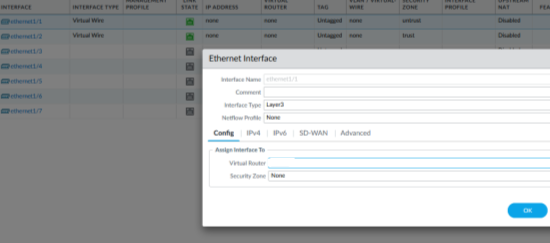 INTERFACE INTERFACE TYPE MANAGEMENT PROFILE LINK STATE IP ADDRESS VIRTUAL ROUTER TAG VLAN / VIRTUAL-WIRE SECURITY ZONE INTERFACE PROFILE UPSTREAM NAT FEA
ethernet1/1 Virtual Wire none none Untagged none untrust Disabled
ethernet1/2 Virtual Wire none none Untagged none trust Disabled
ethernet1/3
ethernet1/4
ethernet1/5
ethernet1/6
ethernet1/7
Ethernet Interface
Interface Name ethernet1/1
Comment
Interface Type Layer3
Netflow Profile None
Config IPv4 IPv6 SD-WAN Advanced
Assign Interface To
Virtual Router
Security Zone None
OK